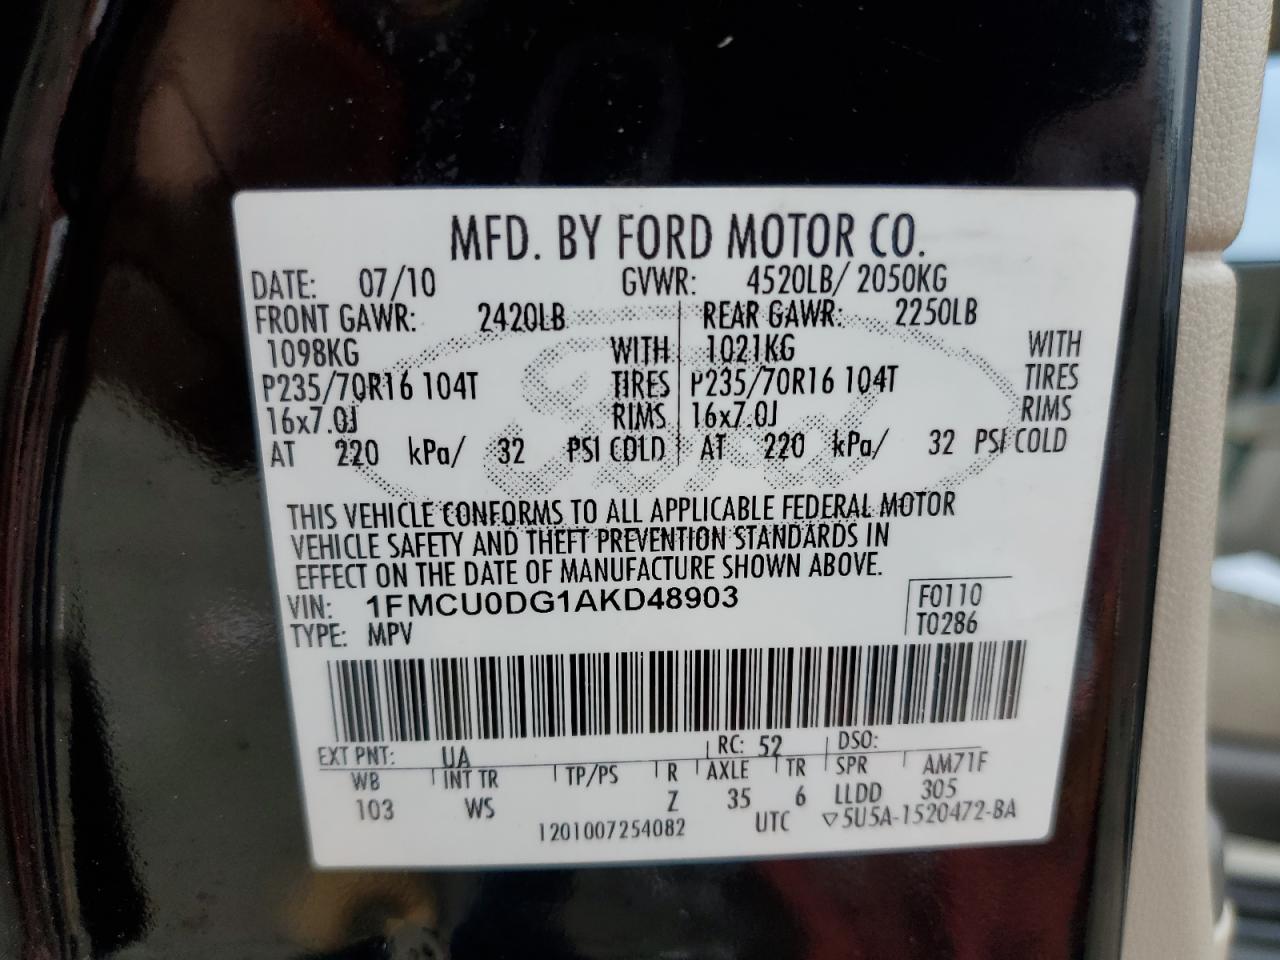 MFD. BY FORD MOTOR CO.
DATE: 07/10 GVWR: 4520LB/ 2050KG
FRONT GAWR: 2420LB REAR GAWR: 2250LB
1098KG WITH 1021KG WITH
P235/70R16 104T TIRES P235/70R16 104T TIRES
16x7.0J RIMS 16x7.0J RIMS
AT 220 kPa/ 32 PSI COLD AT 220 kPa/ 32 PSI COLD
THIS VEHICLE CONFORMS TO ALL APPLICABLE FEDERAL MOTOR
VEHICLE SAFETY AND THEFT PREVENTION STANDARDS IN
EFFECT ON THE DATE OF MANUFACTURE SHOWN ABOVE.
VIN: 1FMCU0DG1AKD48903 F0110
TYPE: MPV T0286
EXT PNT: UA RC: 52 DSO:
WB INT TR TP/PS R AXLE TR SPR AM71F
103 WS Z 35 6 LLDD 305
1201007254082 UTC ▽5U5A-1520472-BA
Ford